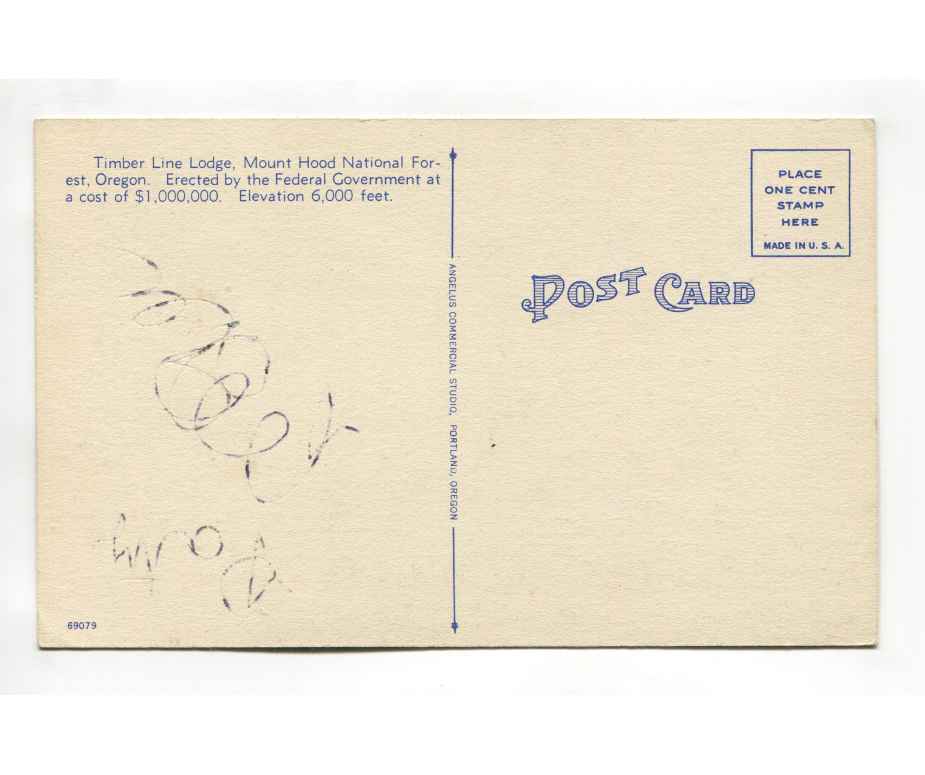 Timber Line Lodge, Mount Hood National For-
est, Oregon. Erected by the Federal Government at
a cost of $1,000,000. Elevation 6,000 feet.
69079
ANGELUS COMMERCIAL STUDIO, PORTLAND, OREGON
POST CARD
PLACE
ONE CENT
STAMP
HERE
MADE IN U. S. A.